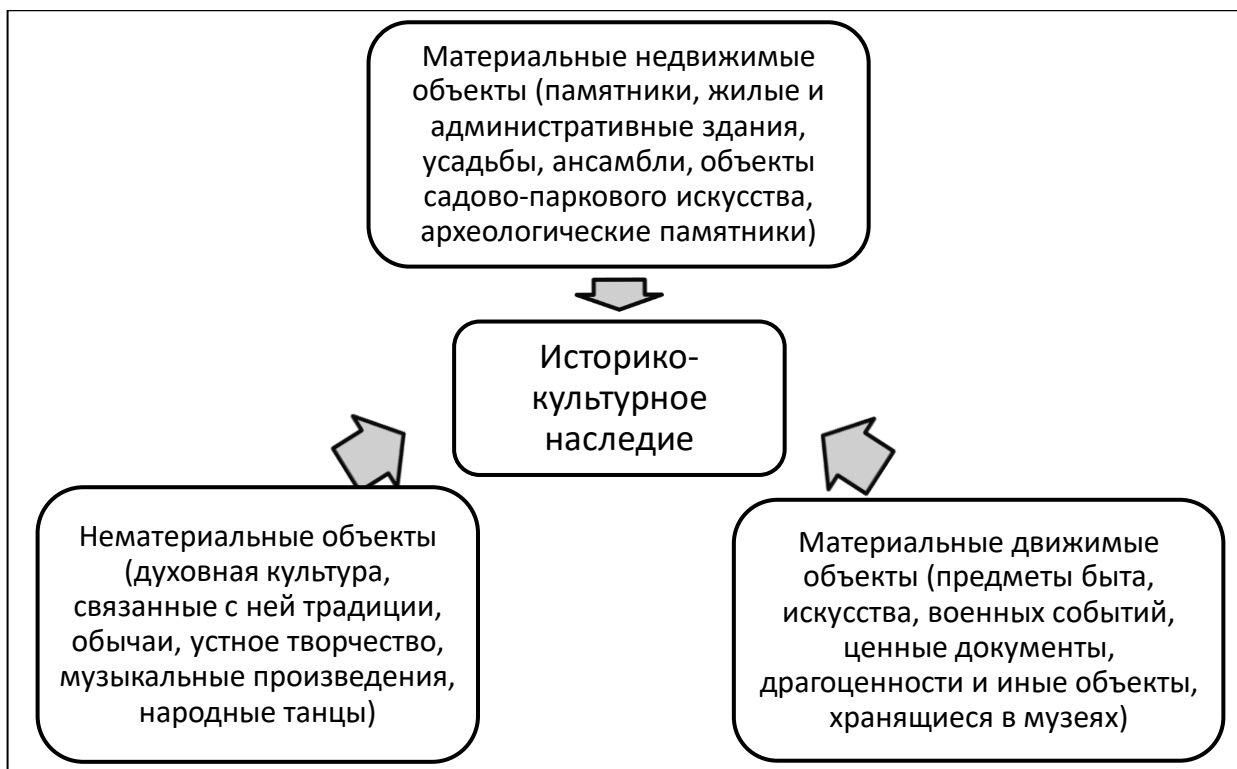 Материальные недвижимые
объекты (памятники, жилые и
административные здания,
усадьбы, ансамбли, объекты
садово-паркового искусства,
археологические памятники)
Историко-
культурное
наследие
Нематериальные объекты
(духовная культура,
связанные с ней традиции,
обычаи, устное творчество,
музыкальные произведения,
народные танцы)
Материальные движимые
объекты (предметы быта,
искусства, военных событий,
ценные документы,
драгоценности и иные объекты,
хранящиеся в музеях)